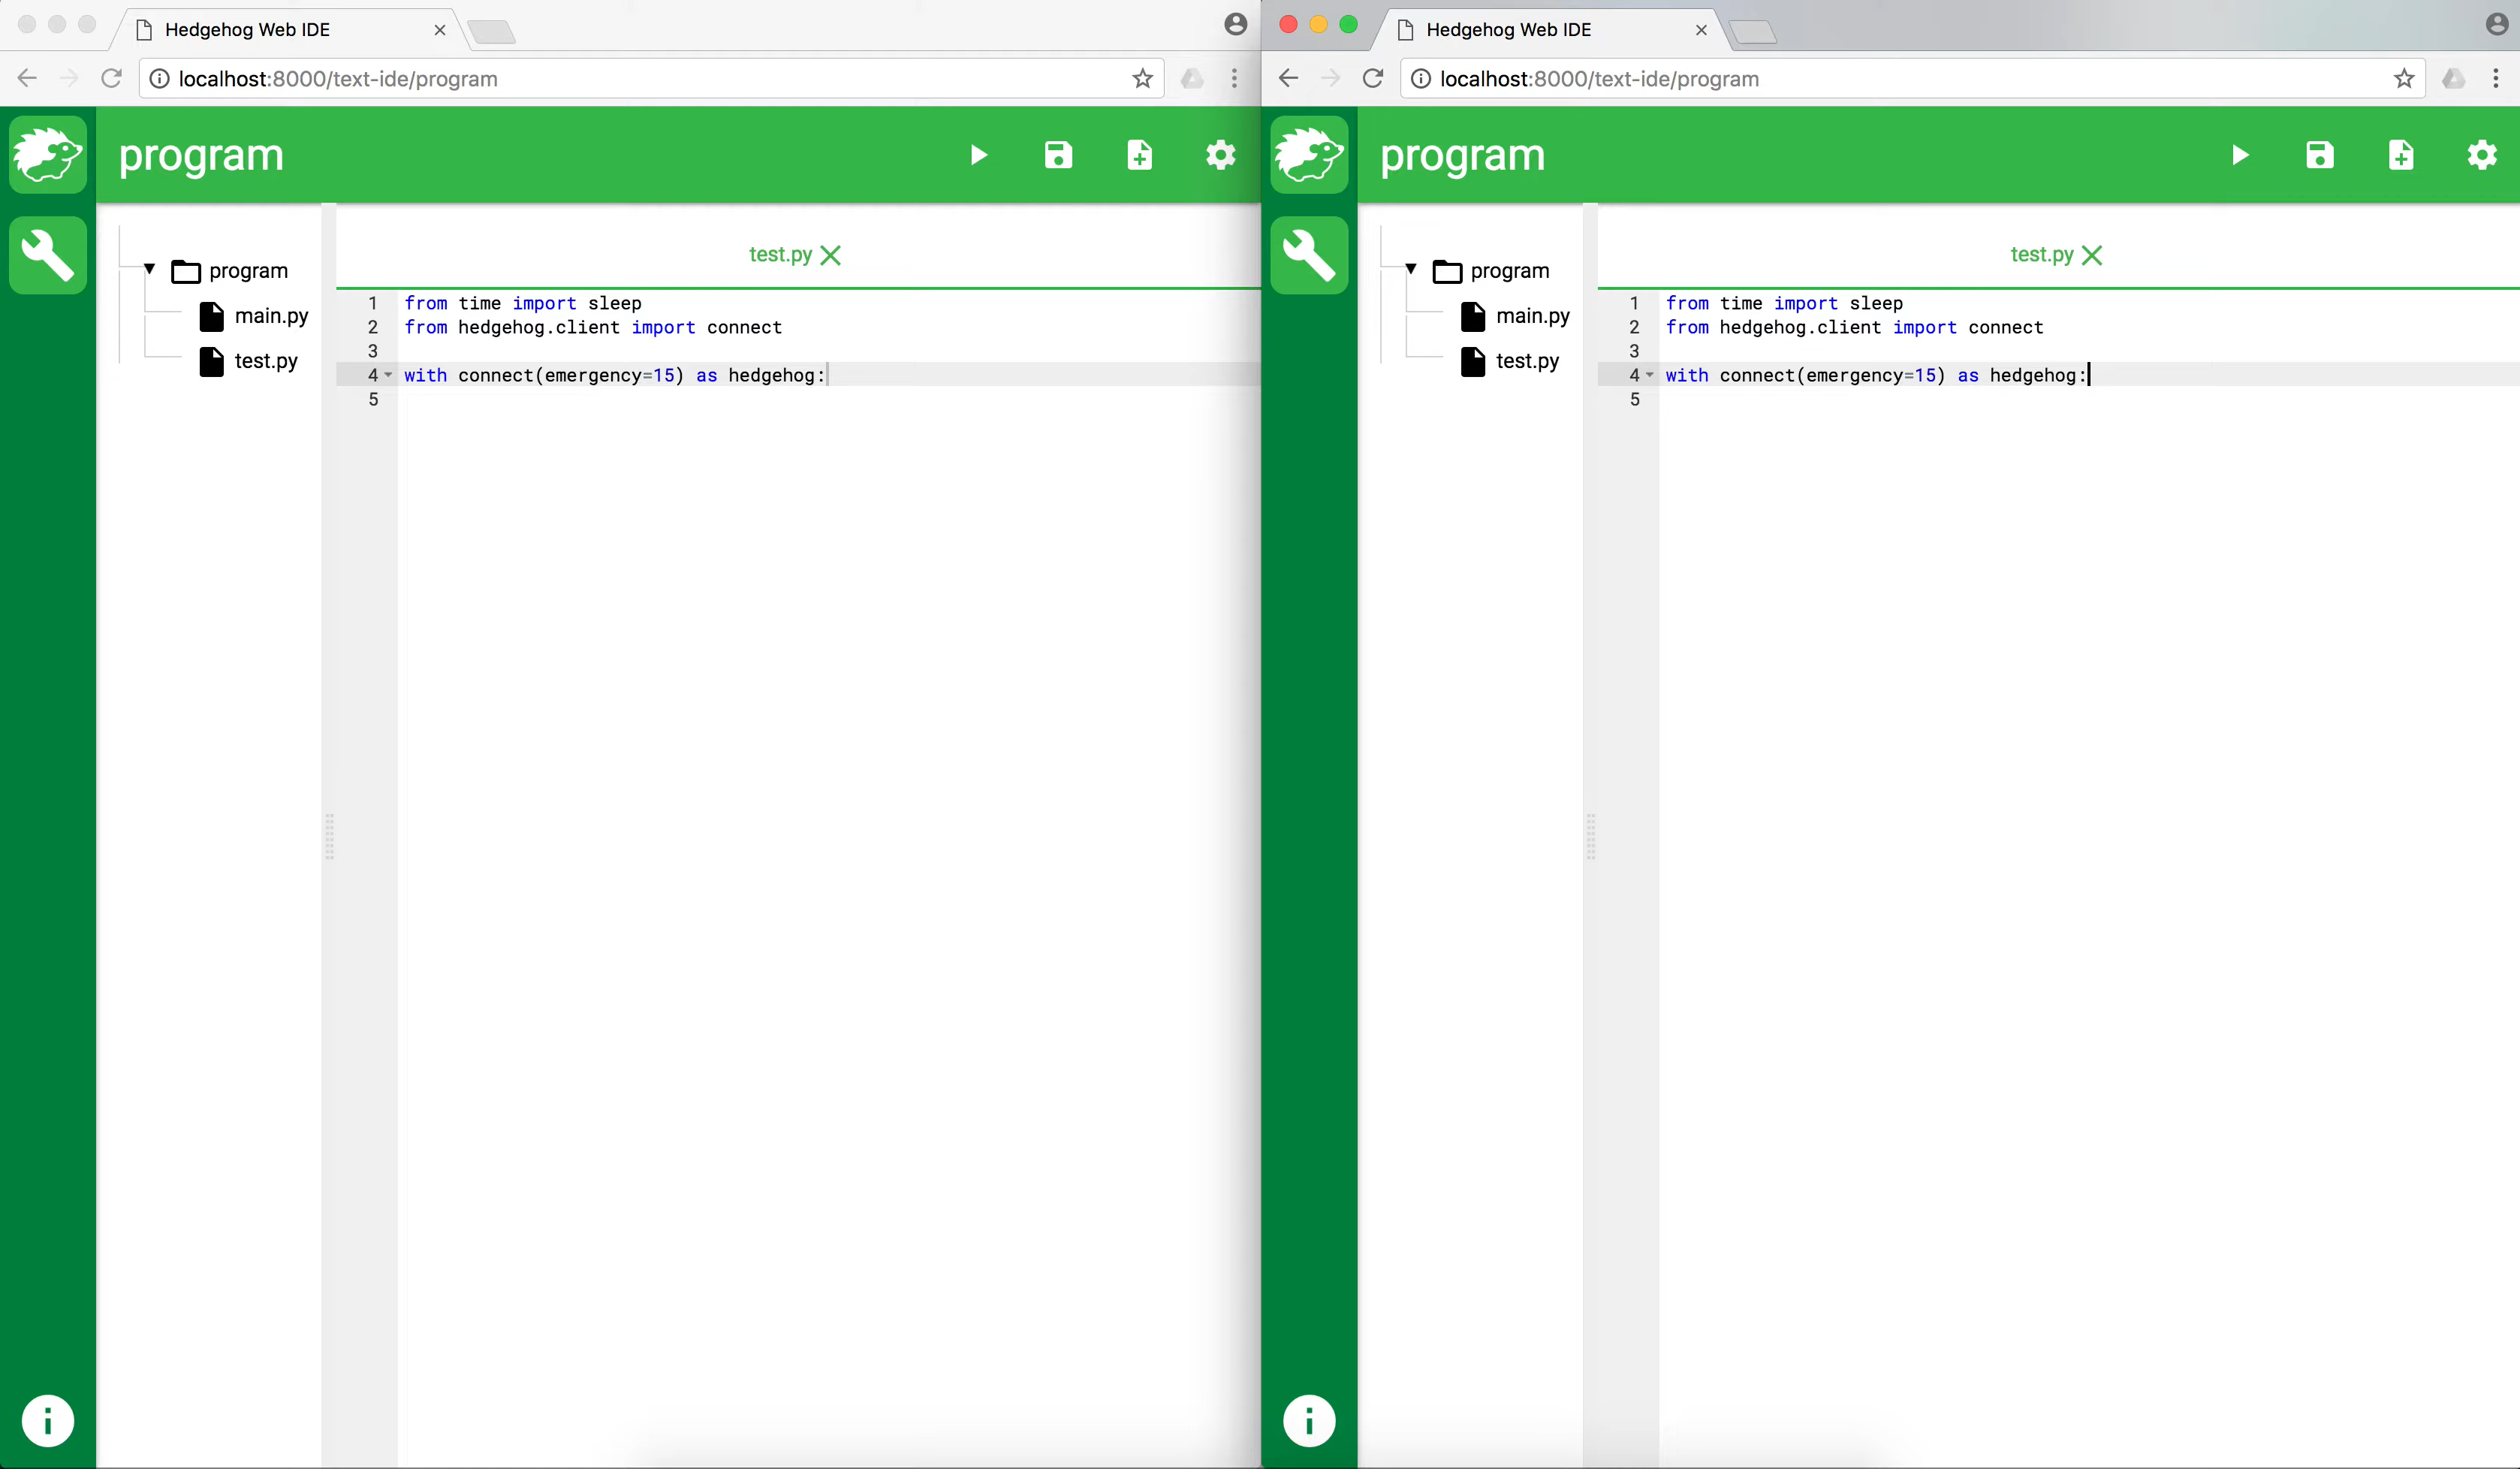 Hedgehog Web IDE
localhost:8000/text-ide/program
program
program
main.py
test.py
test.py
1 from time import sleep
2 from hedgehog.client import connect
3
4 with connect(emergency=15) as hedgehog:
5
Hedgehog Web IDE
localhost:8000/text-ide/program
program
program
main.py
test.py
test.py
1 from time import sleep
2 from hedgehog.client import connect
3
4 with connect(emergency=15) as hedgehog:
5